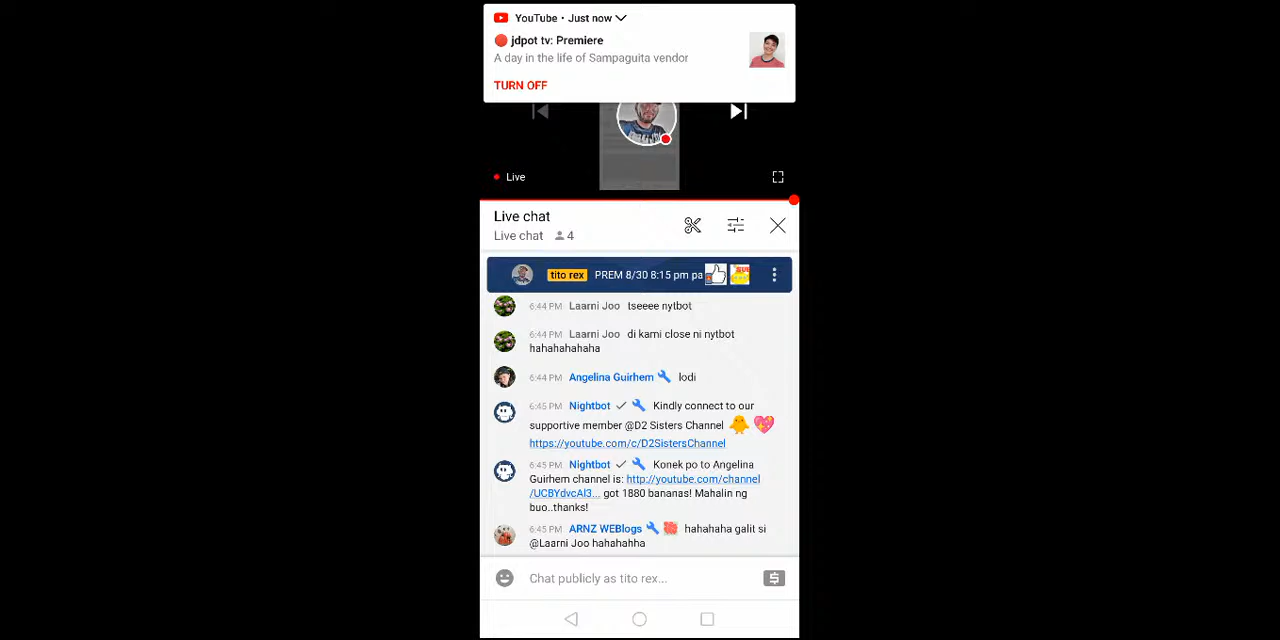 YouTube • Just now
jdpot tv: Premiere
A day in the life of Sampaguita vendor
TURN OFF
Live
Live chat
Live chat 4
tito rex PREM 8/30 8:15 pm pa
6:44 PM Laarni Joo tseeee nytbot
6:44 PM Laarni Joo di kami close ni nytbot
hahahahahaha
6:44 PM Angelina Guirhem lodi
6:45 PM Nightbot Kindly connect to our
supportive member @D2 Sisters Channel
https://youtube.com/c/D2SistersChannel
6:45 PM Nightbot Konek po to Angelina
Guirhem channel is: http://youtube.com/channel
/UCBYdvcAl3... got 1880 bananas! Mahalin ng
buo..thanks!
6:45 PM ARNZ WEBlogs hahahaha galit si
@Laarni Joo hahahahha
Chat publicly as tito rex...